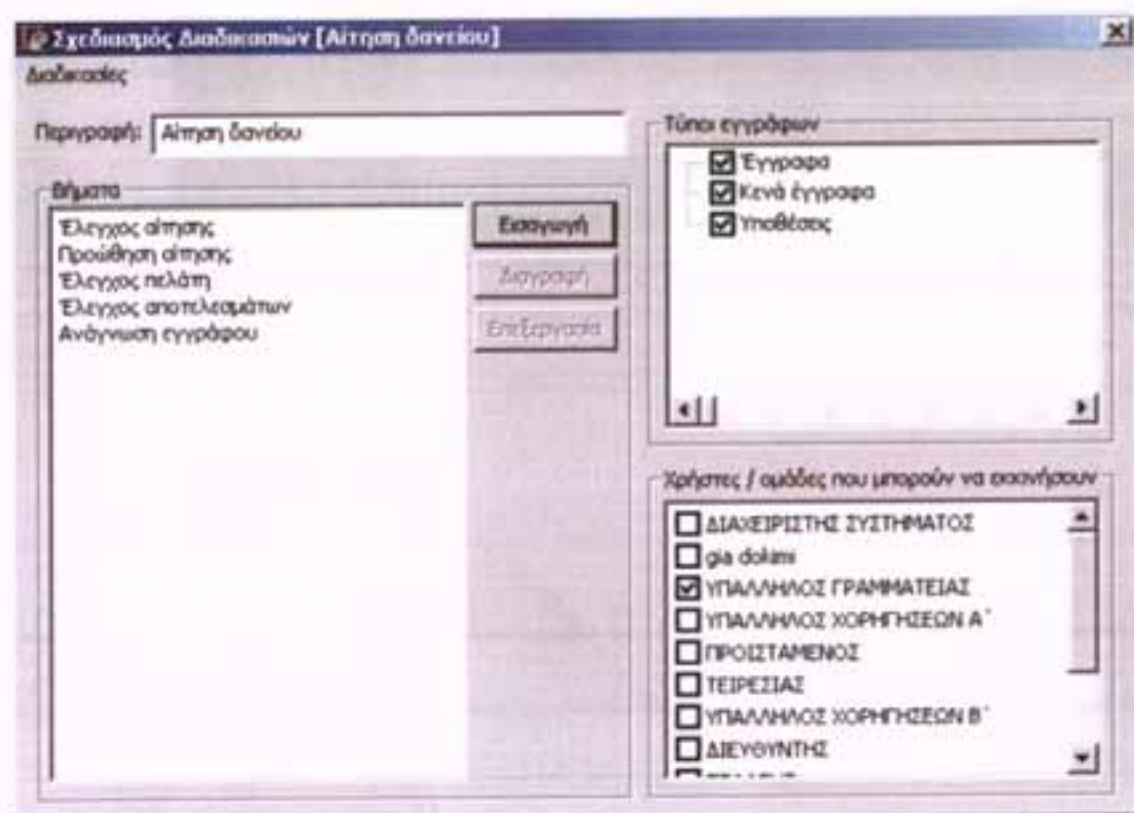 Σχεδιασμός Διαδικασιών [Αίτηση δανείου]
Διαδικασίες
Περιγραφή: Αίτηση δανείου
Βήματα
Έλεγχος αίτησης
Προώθηση αίτησης
Έλεγχος πελάτη
Έλεγχος αποτελεσμάτων
Ανάγνωση εγγράφου
Εισαγωγή
Διαγραφή
Επεξεργασία
Τύποι εγγράφων
Έγγραφα
Κενά έγγραφα
Υποθέσεις
Χρήστες / ομάδες που μπορούν να εκκινήσουν
ΔΙΑΧΕΙΡΙΣΤΗΣ ΣΥΣΤΗΜΑΤΟΣ
gia dokimi
ΥΠΑΛΛΗΛΟΣ ΓΡΑΜΜΑΤΕΙΑΣ
ΥΠΑΛΛΗΛΟΣ ΧΟΡΗΓΗΣΕΩΝ Α΄
ΠΡΟΙΣΤΑΜΕΝΟΣ
ΤΕΙΡΕΣΙΑΣ
ΥΠΑΛΛΗΛΟΣ ΧΟΡΗΓΗΣΕΩΝ Β΄
ΔΙΕΥΘΥΝΤΗΣ